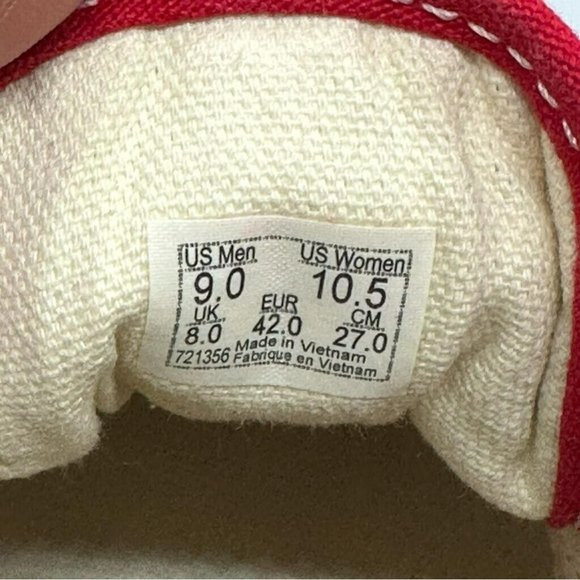 US Men US Women
9.0 10.5
UK EUR CM
8.0 42.0 27.0
Made in Vietnam
721356 Fabrique en Vietnam